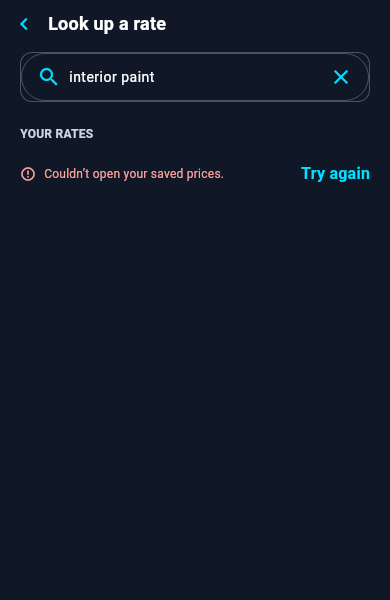 Look up a rate
interior paint
YOUR RATES
Couldn't open your saved prices.
Try again